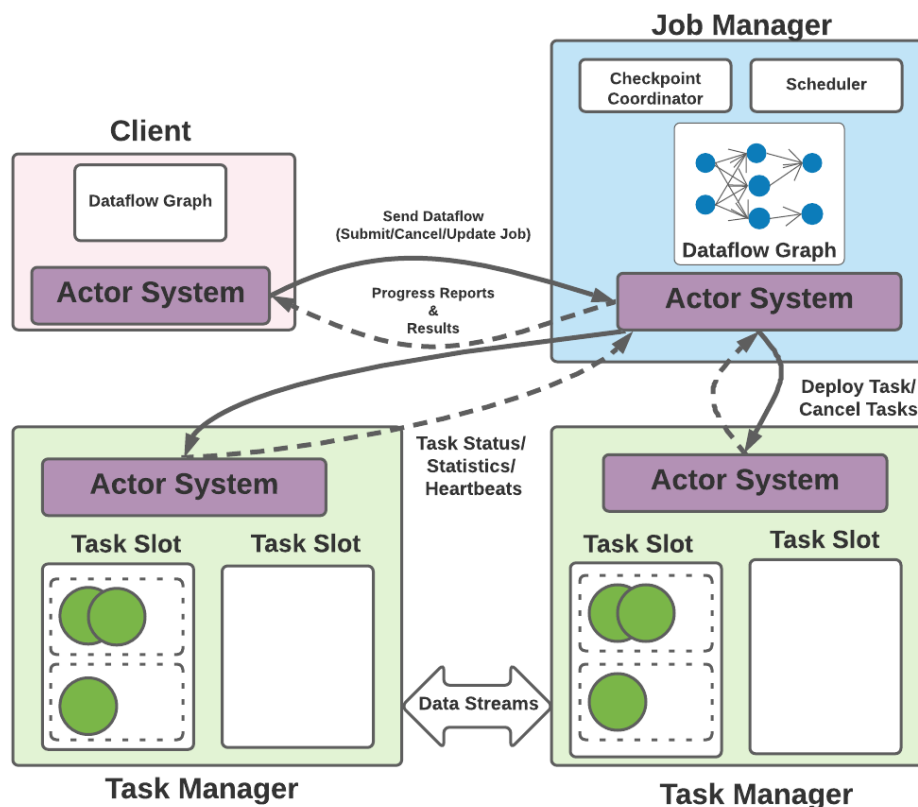 Job Manager
Checkpoint
Coordinator
Scheduler
Dataflow Graph
Actor System
Client
Dataflow Graph
Actor System
Send Dataflow
(Submit/Cancel/Update Job)
Progress Reports
&
Results
Deploy Task/
Cancel Tasks
Task Status/
Statistics/
Heartbeats
Actor System
Task Slot
Task Slot
Task Manager
Data Streams
Actor System
Task Slot
Task Slot
Task Manager